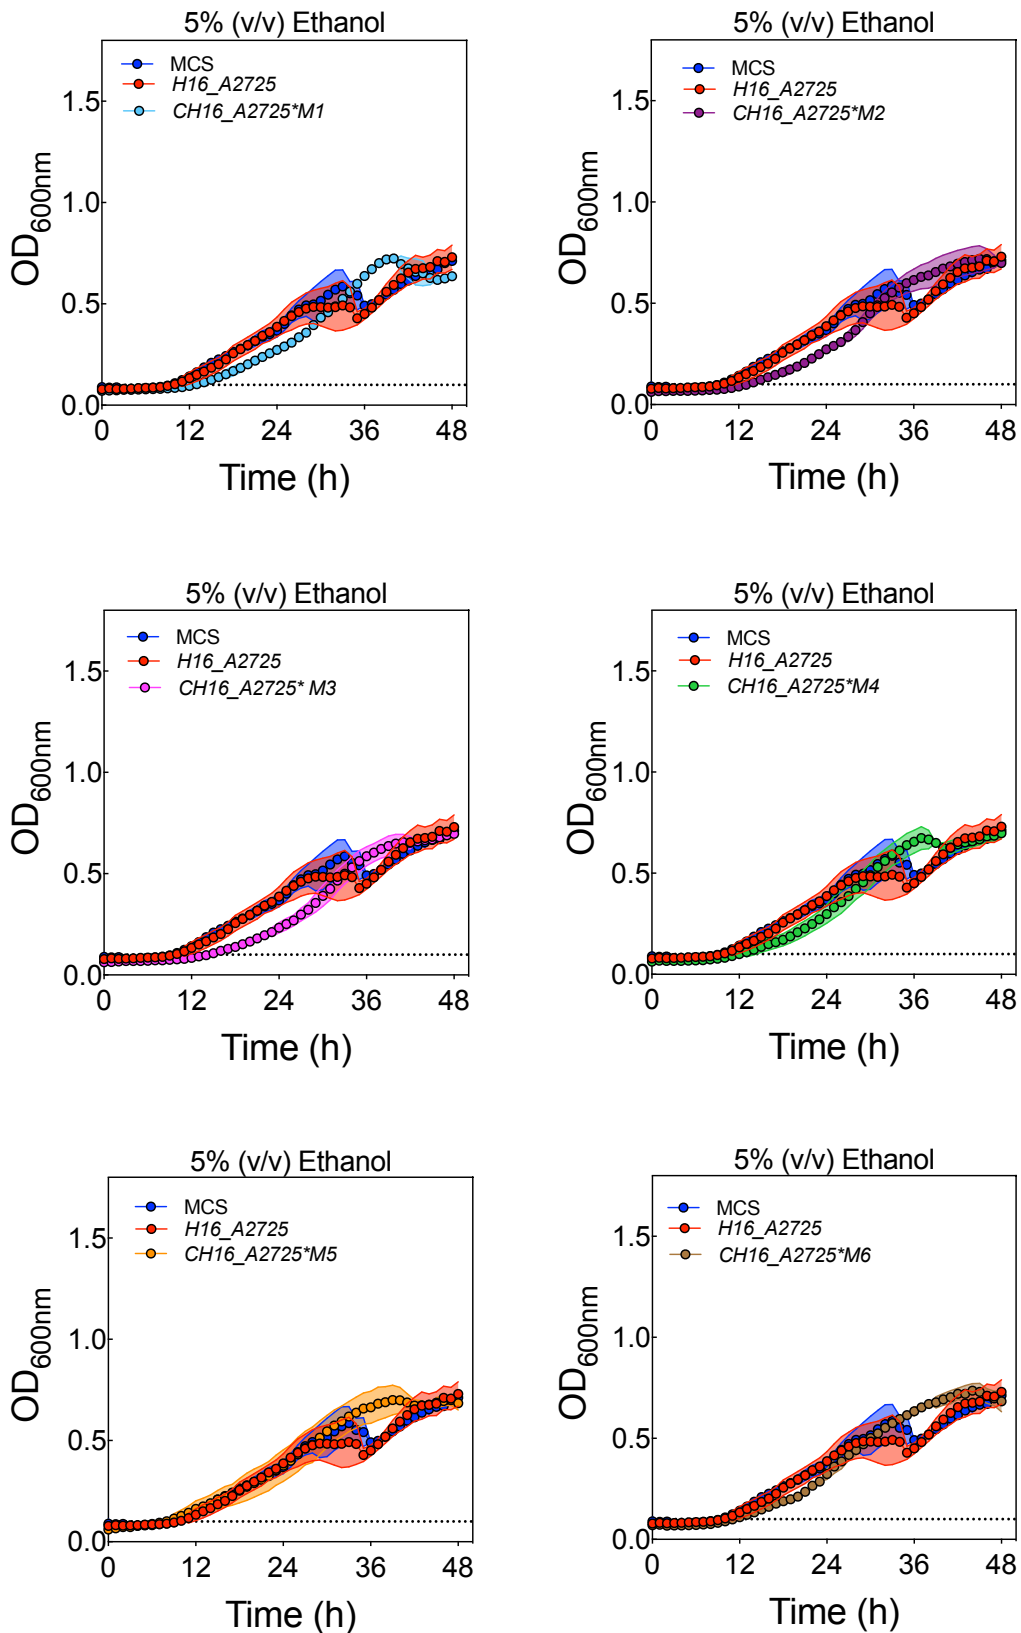 5% (v/v) Ethanol
MCS
H16_A2725
CH16_A2725*M1
1.5
1.0
0.5
0.0
OD600nm
0 12 24 36 48
Time (h)
5% (v/v) Ethanol
MCS
H16_A2725
CH16_A2725*M2
1.5
1.0
0.5
0.0
OD600nm
0 12 24 36 48
Time (h)
5% (v/v) Ethanol
MCS
H16_A2725
CH16_A2725* M3
1.5
1.0
0.5
0.0
OD600nm
0 12 24 36 48
Time (h)
5% (v/v) Ethanol
MCS
H16_A2725
CH16_A2725*M4
1.5
1.0
0.5
0.0
OD600nm
0 12 24 36 48
Time (h)
5% (v/v) Ethanol
MCS
H16_A2725
CH16_A2725*M5
1.5
1.0
0.5
0.0
OD600nm
0 12 24 36 48
Time (h)
5% (v/v) Ethanol
MCS
H16_A2725
CH16_A2725*M6
1.5
1.0
0.5
0.0
OD600nm
0 12 24 36 48
Time (h)